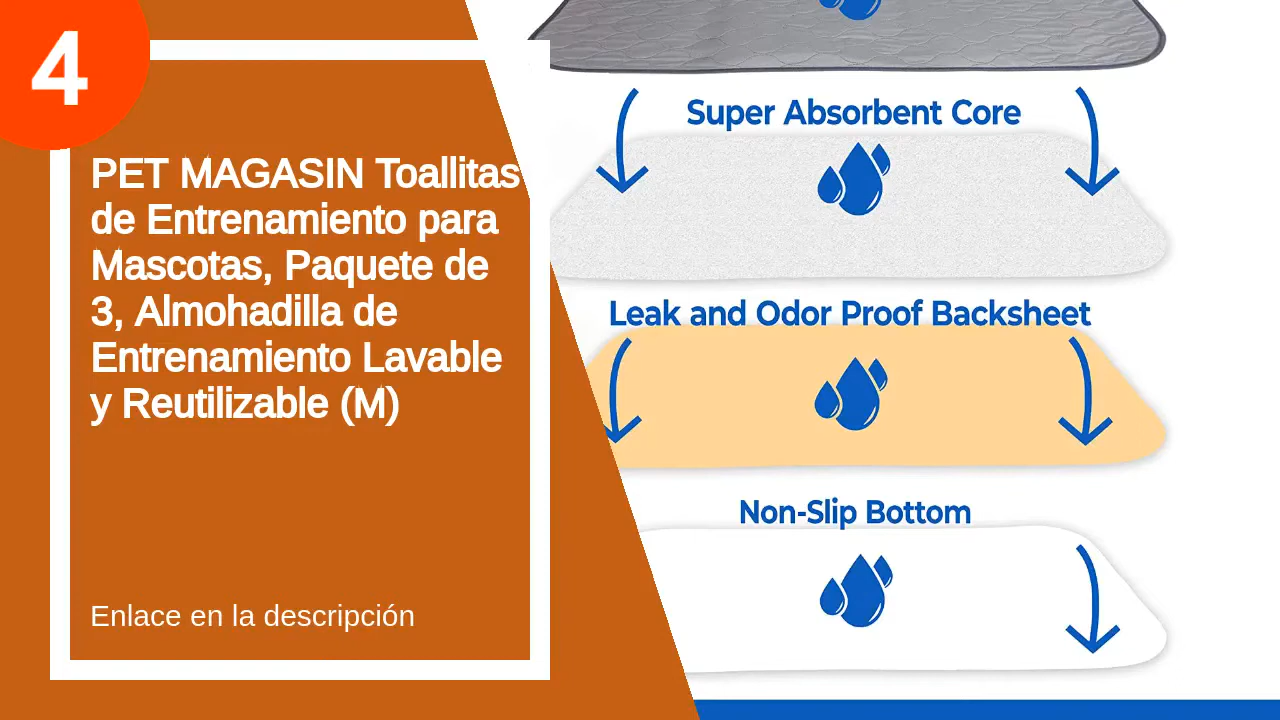 4
PET MAGASIN Toallitas
de Entrenamiento para
Mascotas, Paquete de
3, Almohadilla de
Entrenamiento Lavable
y Reutilizable (M)
Enlace en la descripción
Super Absorbent Core
Leak and Odor Proof Backsheet
Non-Slip Bottom